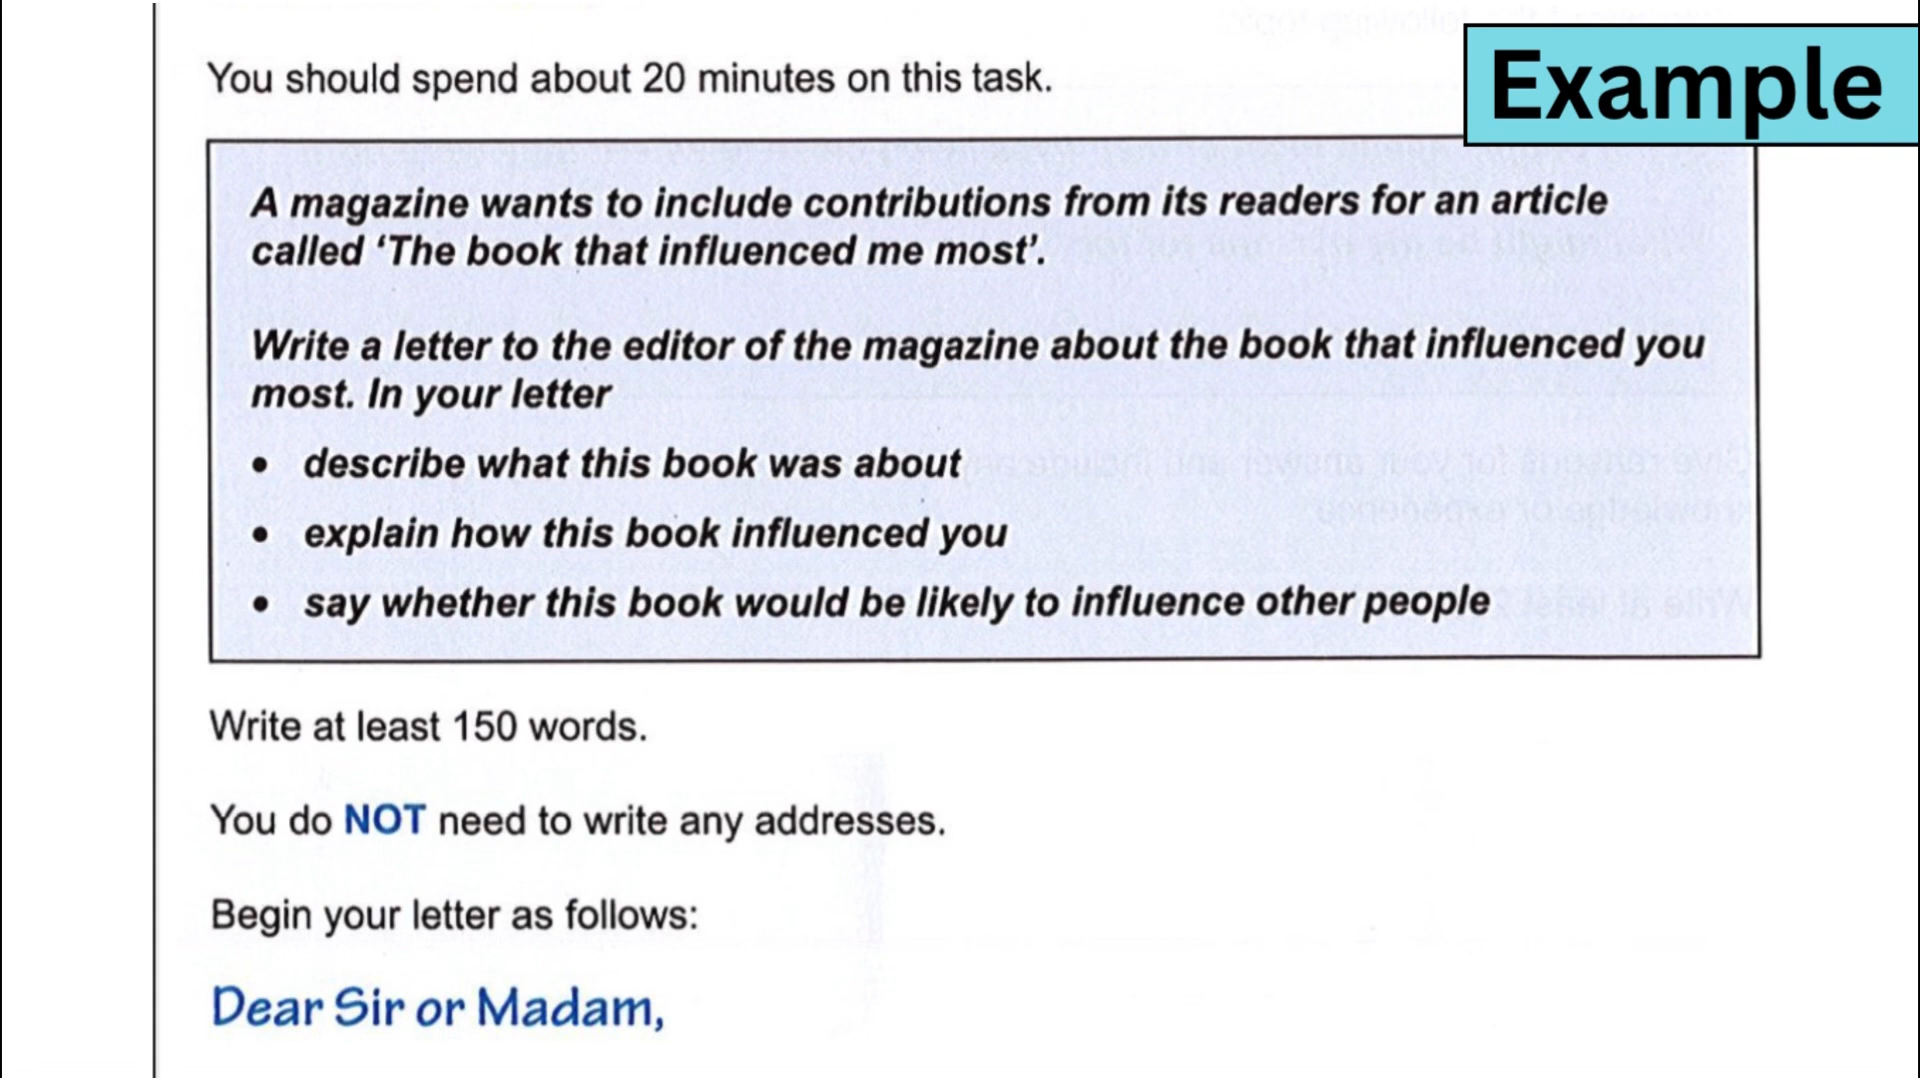 Example
You should spend about 20 minutes on this task.
A magazine wants to include contributions from its readers for an article
called ‘The book that influenced me most’.
Write a letter to the editor of the magazine about the book that influenced you
most. In your letter
• describe what this book was about
• explain how this book influenced you
• say whether this book would be likely to influence other people
Write at least 150 words.
You do NOT need to write any addresses.
Begin your letter as follows:
Dear Sir or Madam,